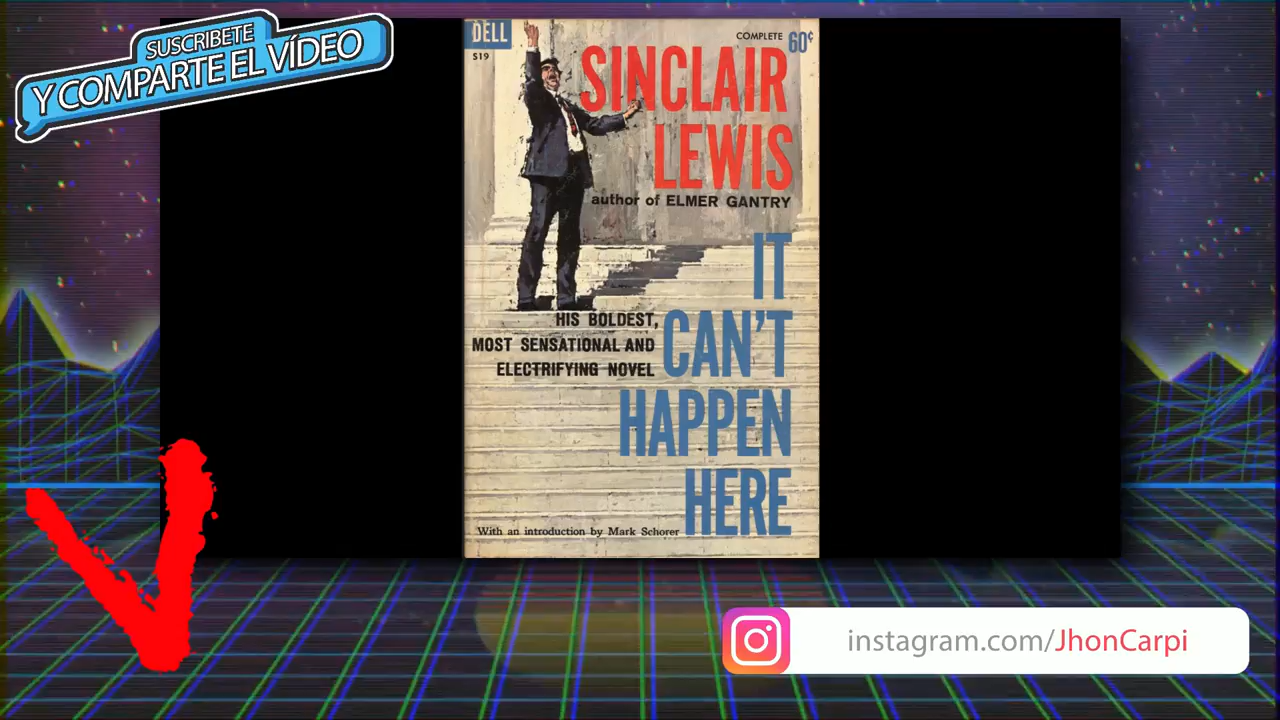 SUSCRIBETE
Y COMPARTE EL VÍDEO
DELL
S19
COMPLETE 60¢
SINCLAIR
LEWIS
author of ELMER GANTRY
IT
CAN'T
HAPPEN
HERE
HIS BOLDEST,
MOST SENSATIONAL AND
ELECTRIFYING NOVEL
With an introduction by Mark Schorer
V
instagram.com/JhonCarpi